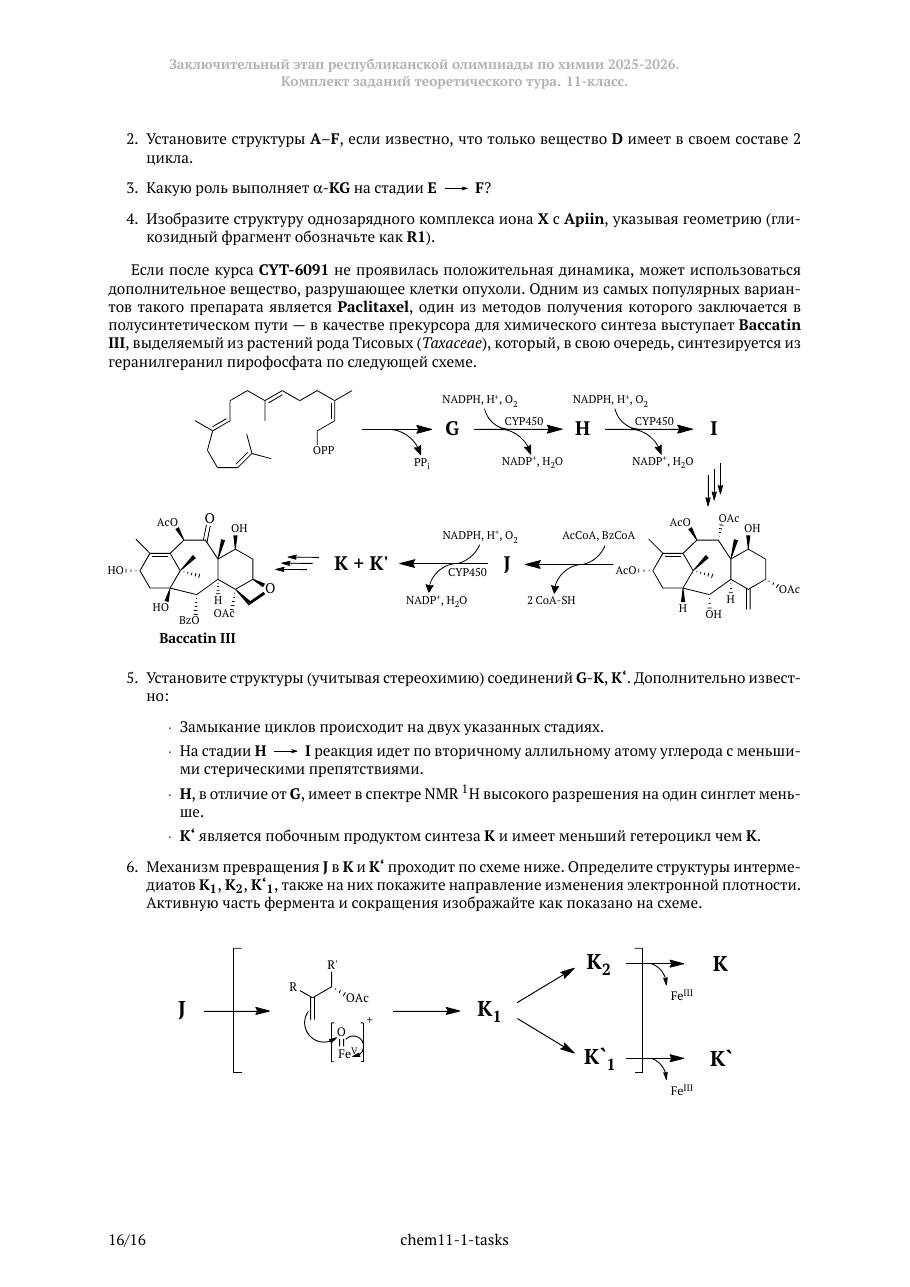 Заключительный этап республиканской олимпиады по химии 2025-2026.
Комплект заданий теоретического тура. 11-класс.
2. Установите структуры A–F, если известно, что только вещество D имеет в своем составе 2
цикла.
3. Какую роль выполняет α-KG на стадии E ⟶ F?
4. Изобразите структуру однозарядного комплекса иона X с Apiin, указывая геометрию (гли-
козидный фрагмент обозначьте как R1).
Если после курса CYT-6091 не проявилась положительная динамика, может использоваться
дополнительное вещество, разрушающее клетки опухоли. Одним из самых популярных вариан-
тов такого препарата является Paclitaxel, один из методов получения которого заключается в
полусинтетическом пути — в качестве прекурсора для химического синтеза выступает Baccatin
III, выделяемый из растений рода Тисовых (Taxaceae), который, в свою очередь, синтезируется из
геранилгеранил пирофосфата по следующей схеме.
OPP
PPi
G
NADPH, H+, O2
CYP450
NADP+, H2O
H
NADPH, H+, O2
CYP450
NADP+, H2O
I
AcO
OAc
OH
AcO
OAc
H
OH
H
AcCoA, BzCoA
2 CoA-SH
J
NADPH, H+, O2
CYP450
NADP+, H2O
K + K'
AcO
O
OH
HO
HO
BzO
H
OAc
O
Baccatin III
5. Установите структуры (учитывая стереохимию) соединений G-K, K‘. Дополнительно извест-
но:
· Замыкание циклов происходит на двух указанных стадиях.
· На стадии H ⟶ I реакция идет по вторичному аллильному атому углерода с меньши-
ми стерическими препятствиями.
· H, в отличие от G, имеет в спектре NMR 1H высокого разрешения на один синглет мень-
ше.
· K‘ является побочным продуктом синтеза K и имеет меньший гетероцикл чем K.
6. Механизм превращения J в K и K‘ проходит по схеме ниже. Определите структуры интерме-
диатов K1, K2, K‘1, также на них покажите направление изменения электронной плотности.
Активную часть фермента и сокращения изображайте как показано на схеме.
J
R'
R
OAc
O
FeV
+
K1
K2
K`1
FeIII
K
FeIII
K`
16/16
chem11-1-tasks